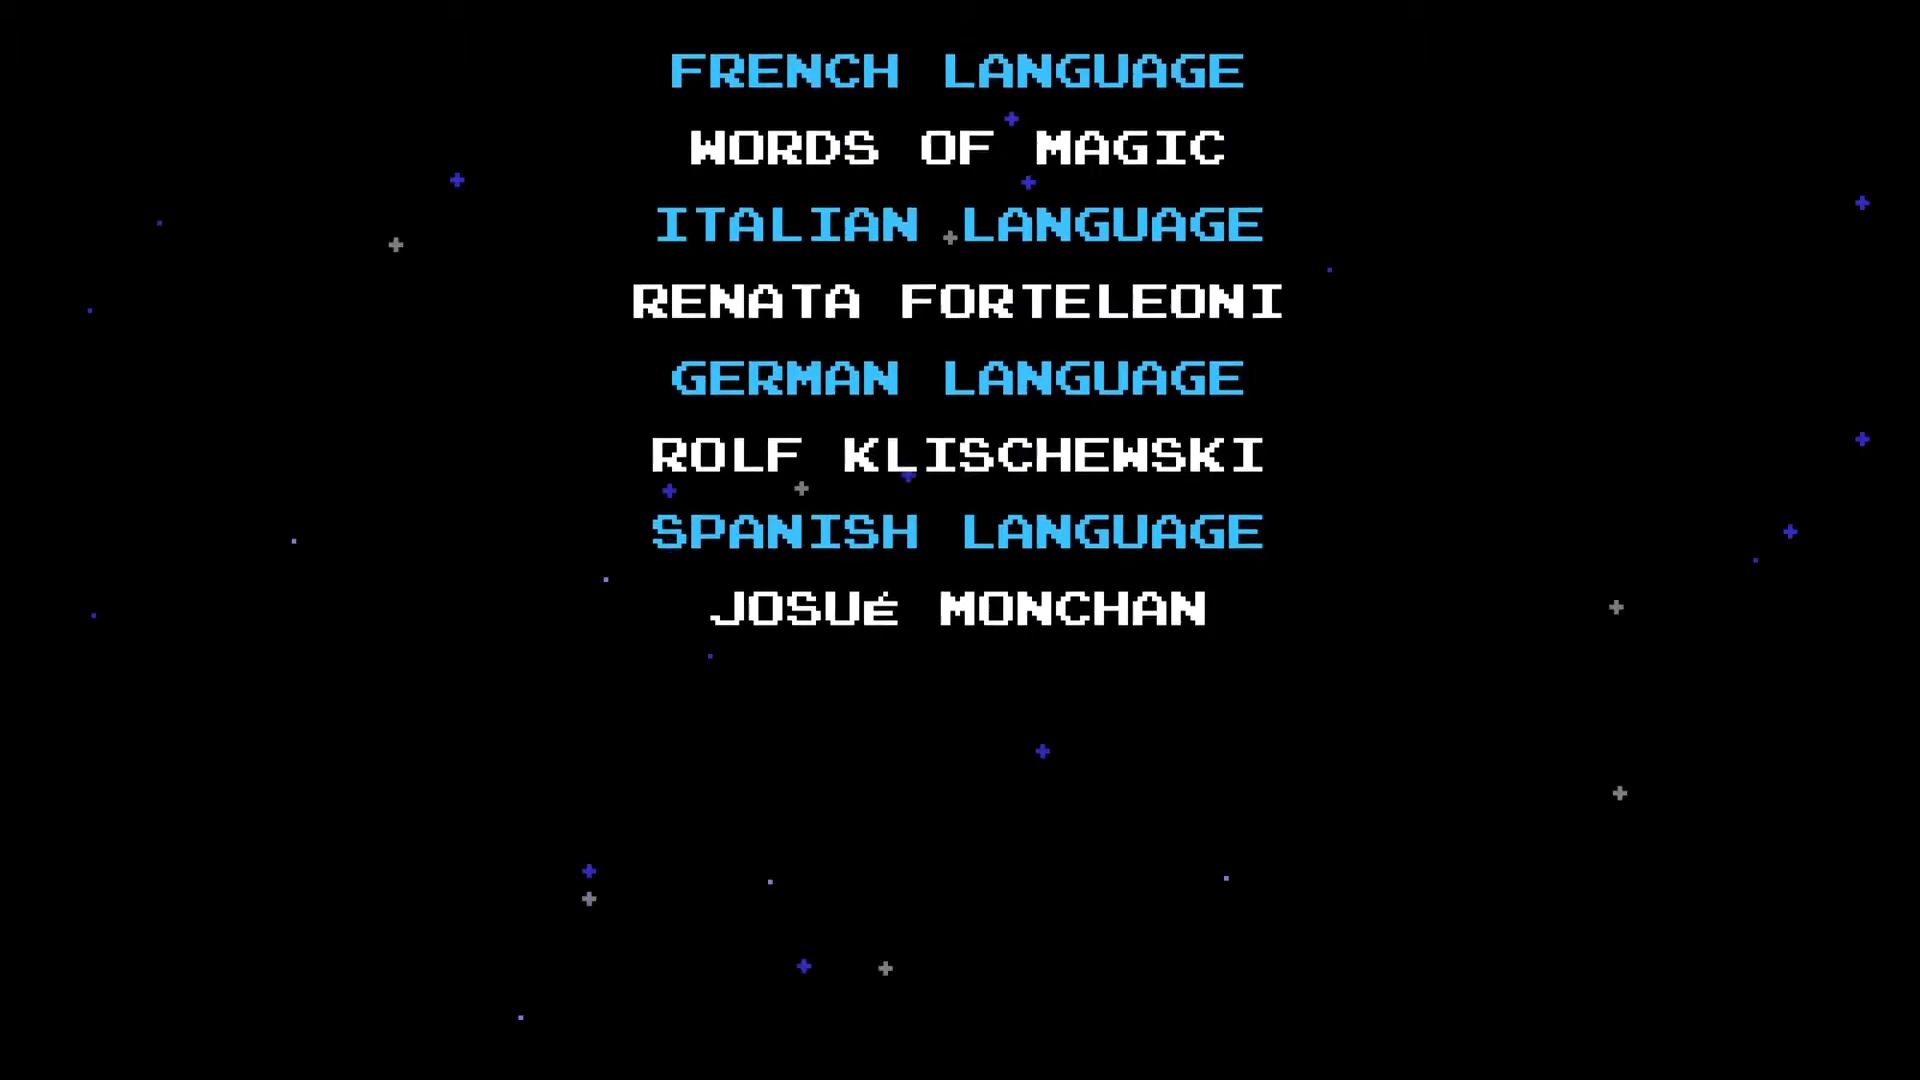 FRENCH LANGUAGE
WORDS OF MAGIC
ITALIAN LANGUAGE
RENATA FORTELEONI
GERMAN LANGUAGE
ROLF KLISCHEWSKI
SPANISH LANGUAGE
JOSUé MONCHAN